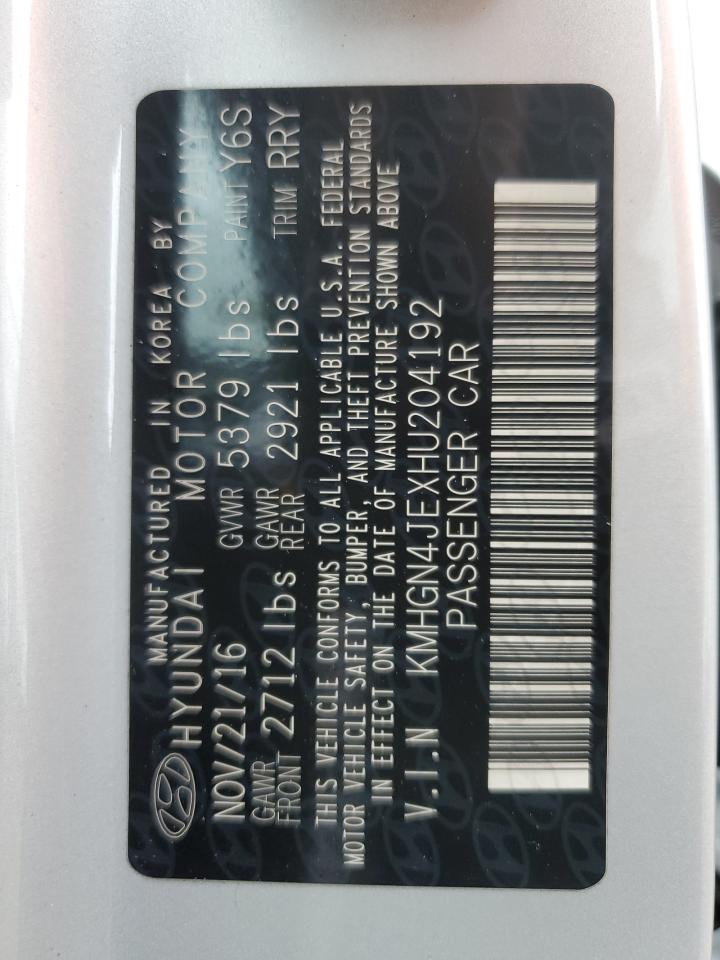 MANUFACTURED IN KOREA BY
HYUNDAI MOTOR COMPANY
NOV/21/16 GVWR 5379 lbs PAINT Y6S
GAWR FRONT 2712 lbs GAWR REAR 2921 lbs TRIM RRY
THIS VEHICLE CONFORMS TO ALL APPLICABLE U.S.A. FEDERAL
MOTOR VEHICLE SAFETY, BUMPER, AND THEFT PREVENTION STANDARDS
IN EFFECT ON THE DATE OF MANUFACTURE SHOWN ABOVE
V.I.N KMHGN4JEXHU204192
PASSENGER CAR